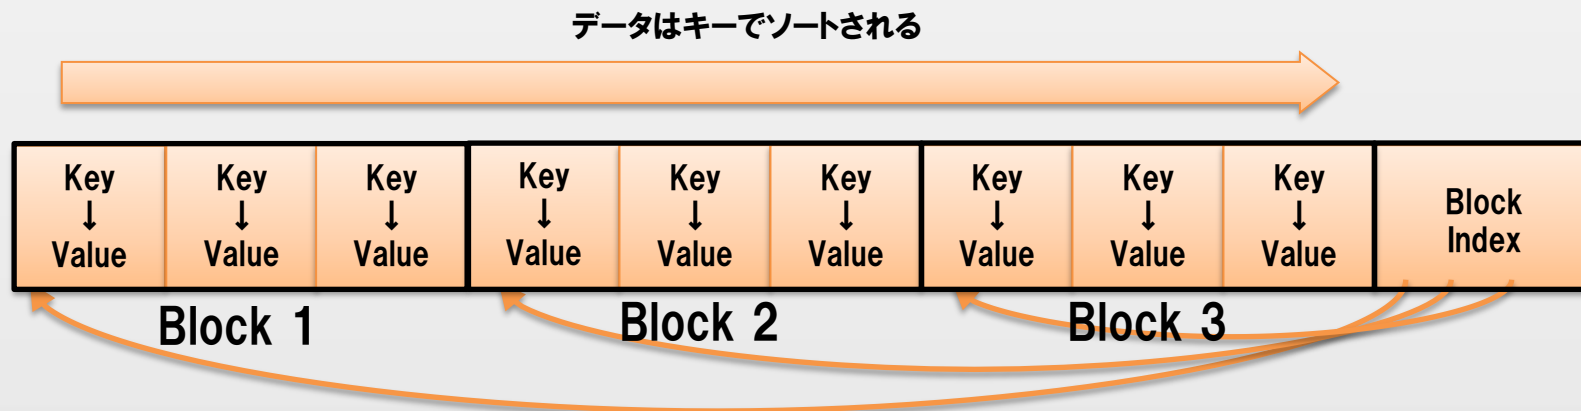 データはキーでソートされる
Key Key Key Key Key Key Key Key Key
↓ ↓ ↓ ↓ ↓ ↓ ↓ ↓ ↓
Value Value Value Value Value Value Value Value Value
Block
Index
Block 1 Block 2 Block 3